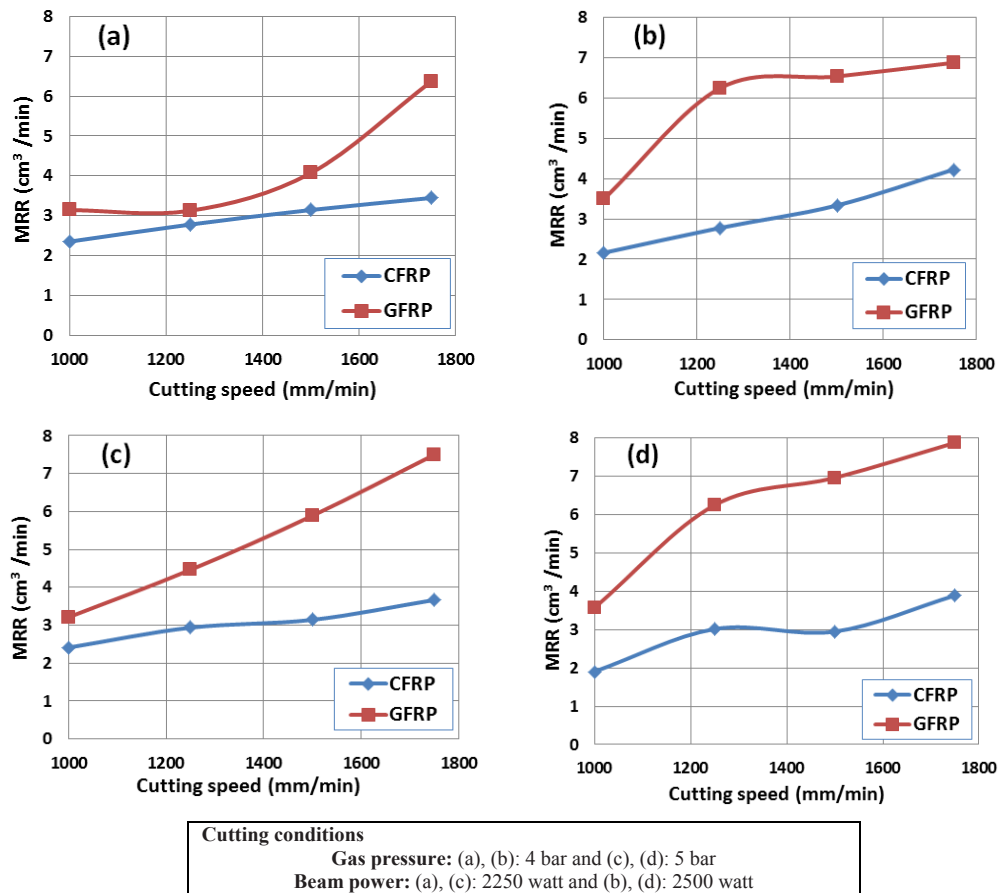 (a)
8
7
6
5
4
3
2
1
0
MRR (cm³ /min)
CFRP
GFRP
1000 1200 1400 1600 1800
Cutting speed (mm/min)
(b)
8
7
6
5
4
3
2
1
0
MRR (cm³ /min)
CFRP
GFRP
1000 1200 1400 1600 1800
Cutting speed (mm/min)
(c)
8
7
6
5
4
3
2
1
0
MRR (cm³ /min)
CFRP
GFRP
1000 1200 1400 1600 1800
Cutting speed (mm/min)
(d)
8
7
6
5
4
3
2
1
0
MRR (cm³ /min)
CFRP
GFRP
1000 1200 1400 1600 1800
Cutting speed (mm/min)
Cutting conditions
Gas pressure: (a), (b): 4 bar and (c), (d): 5 bar
Beam power: (a), (c): 2250 watt and (b), (d): 2500 watt